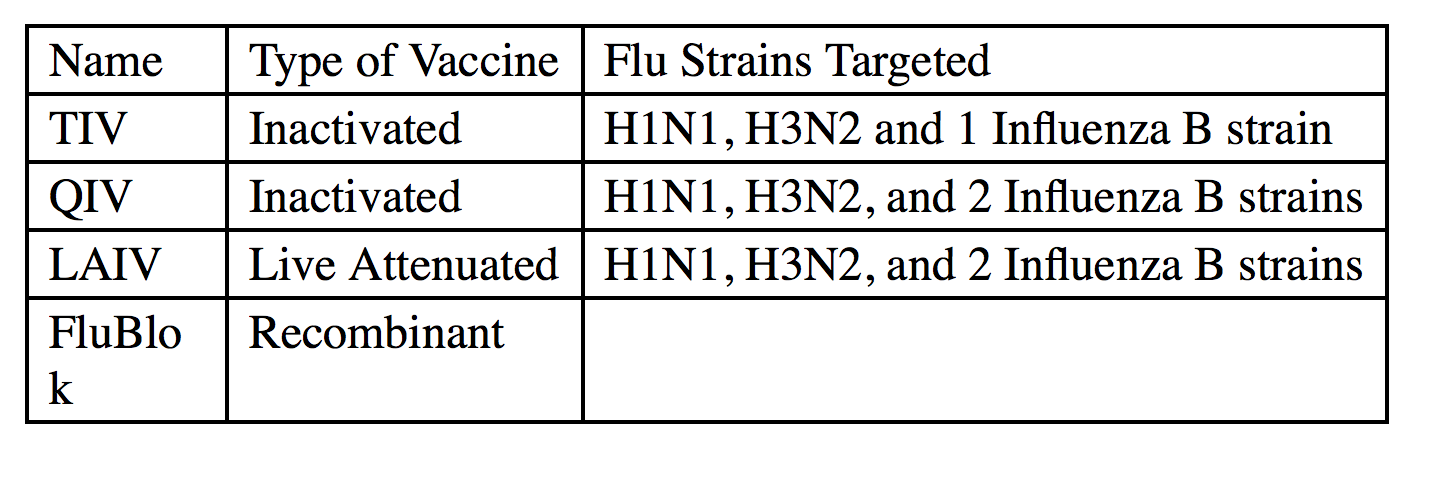 Name Type of Vaccine Flu Strains Targeted
TIV Inactivated H1N1, H3N2 and 1 Influenza B strain
QIV Inactivated H1N1, H3N2, and 2 Influenza B strains
LAIV Live Attenuated H1N1, H3N2, and 2 Influenza B strains
FluBlo Recombinant
k